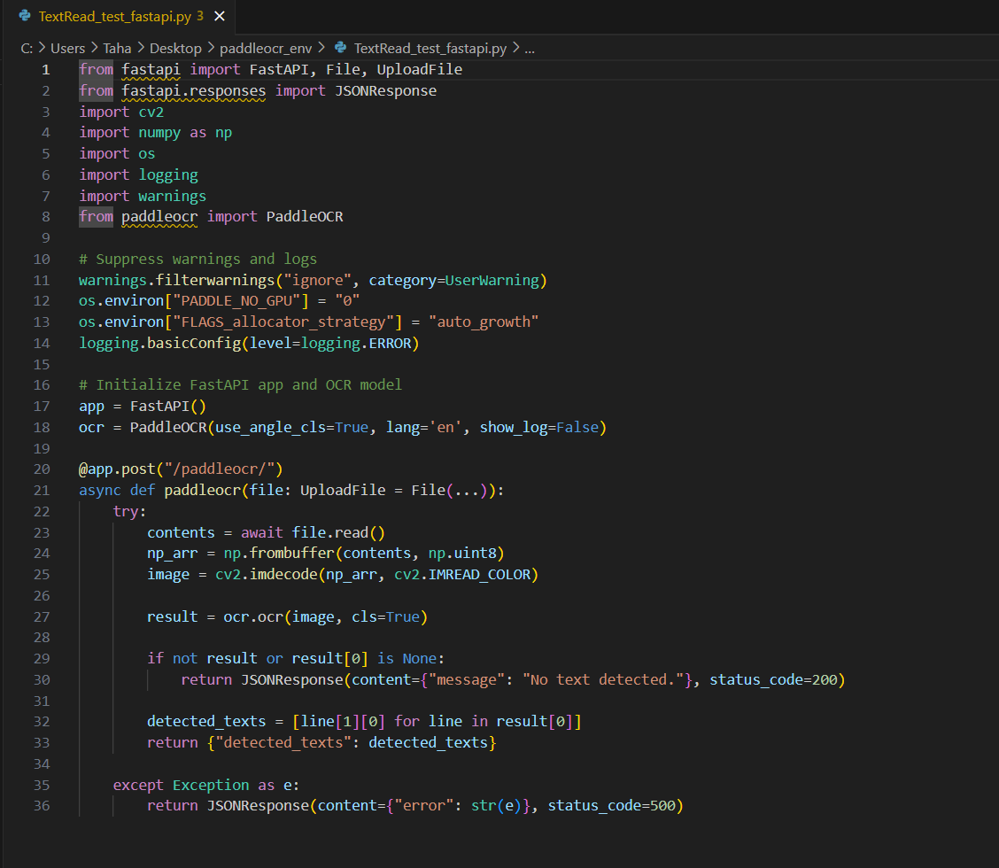 TextRead_test_fastapi.py 3 ×
C: > Users > Taha > Desktop > paddleocr_env > TextRead_test_fastapi.py > ...
1 from fastapi import FastAPI, File, UploadFile
2 from fastapi.responses import JSONResponse
3 import cv2
4 import numpy as np
5 import os
6 import logging
7 import warnings
8 from paddleocr import PaddleOCR
9
10 # Suppress warnings and logs
11 warnings.filterwarnings("ignore", category=UserWarning)
12 os.environ["PADDLE_NO_GPU"] = "0"
13 os.environ["FLAGS_allocator_strategy"] = "auto_growth"
14 logging.basicConfig(level=logging.ERROR)
15
16 # Initialize FastAPI app and OCR model
17 app = FastAPI()
18 ocr = PaddleOCR(use_angle_cls=True, lang='en', show_log=False)
19
20 @app.post("/paddleocr/")
21 async def paddleocr(file: UploadFile = File(...)):
22     try:
23         contents = await file.read()
24         np_arr = np.frombuffer(contents, np.uint8)
25         image = cv2.imdecode(np_arr, cv2.IMREAD_COLOR)
26
27         result = ocr.ocr(image, cls=True)
28
29         if not result or result[0] is None:
30             return JSONResponse(content={"message": "No text detected."}, status_code=200)
31
32         detected_texts = [line[1][0] for line in result[0]]
33         return {"detected_texts": detected_texts}
34
35     except Exception as e:
36         return JSONResponse(content={"error": str(e)}, status_code=500)